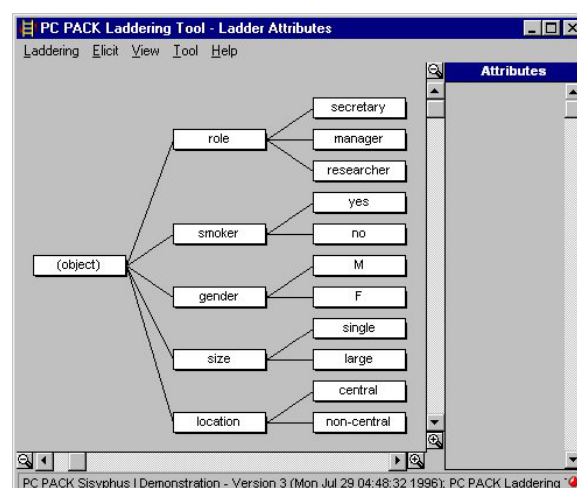 PC PACK Laddering Tool - Ladder Attributes
Laddering Elicit View Tool Help
Attributes
secretary
role
manager
researcher
yes
smoker
no
(object)
M
gender
F
single
size
large
central
location
non-central
PC PACK Sisyphus I Demonstration - Version 3 (Mon Jul 29 04:48:32 1996); PC PACK Laddering